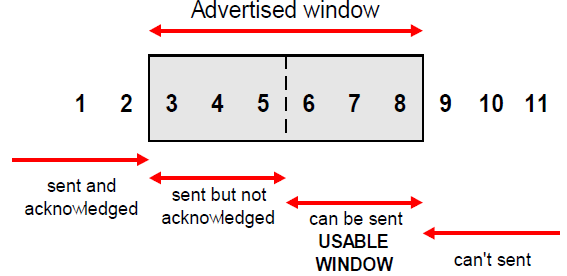 Advertised window
1 2 3 4 5 6 7 8 9 10 11
sent and
acknowledged
sent but not
acknowledged
can be sent
USABLE
WINDOW
can't sent